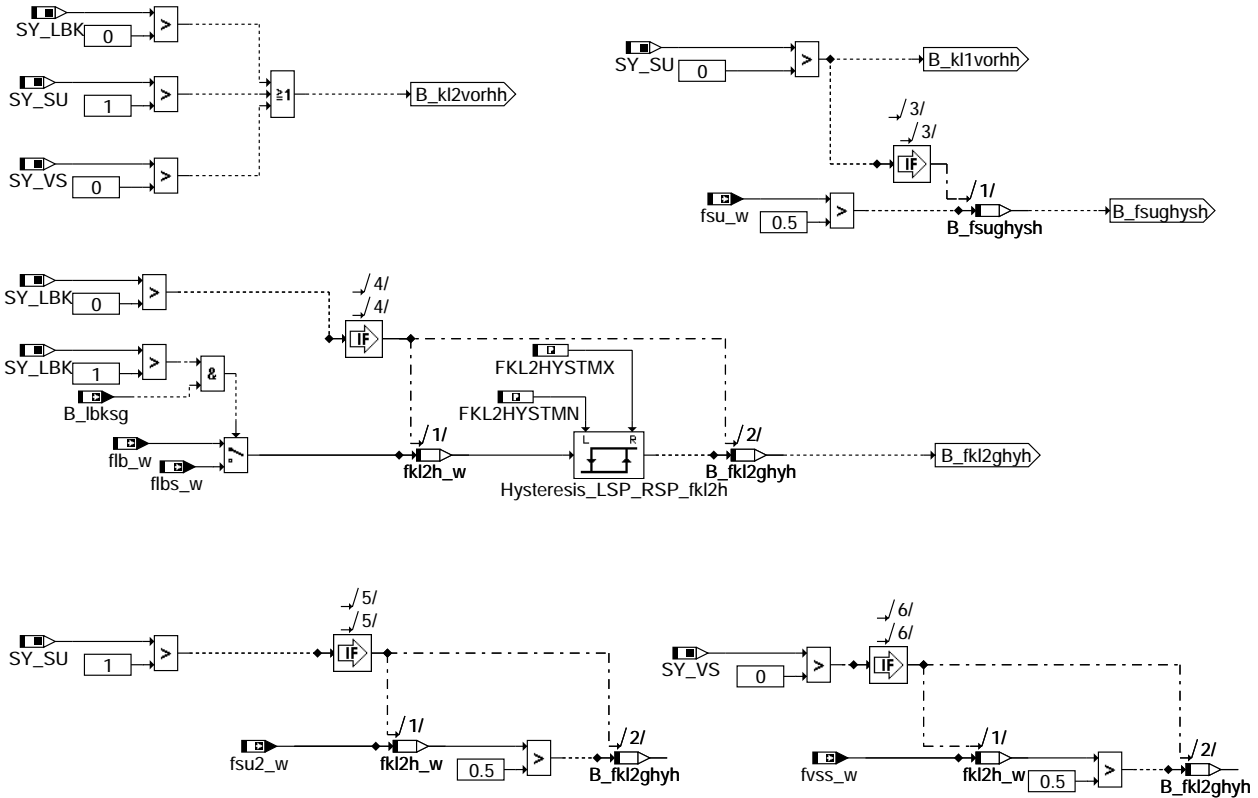 SY_LBK
>
0
SY_SU
>
1
≧1
B_kl2vorhh
SY_VS
>
0
SY_SU
>
0
B_kl1vorhh
3/
3/
IF
1/
fsu_w
>
0.5
B_fsughysh
B_fsughysh
SY_LBK
>
0
4/
4/
IF
SY_LBK
>
1
&
B_lbksg
P
FKL2HYSTMX
P
FKL2HYSTMN
flb_w
flbs_w
1/
fkl2h_w
L R
Hysteresis_LSP_RSP_fkl2h
2/
B_fkl2ghyh
B_fkl2ghyh
5/
5/
IF
SY_SU
>
1
1/
fsu2_w
fkl2h_w
>
0.5
2/
B_fkl2ghyh
6/
6/
IF
SY_VS
>
0
1/
fvss_w
fkl2h_w
>
0.5
2/
B_fkl2ghyh